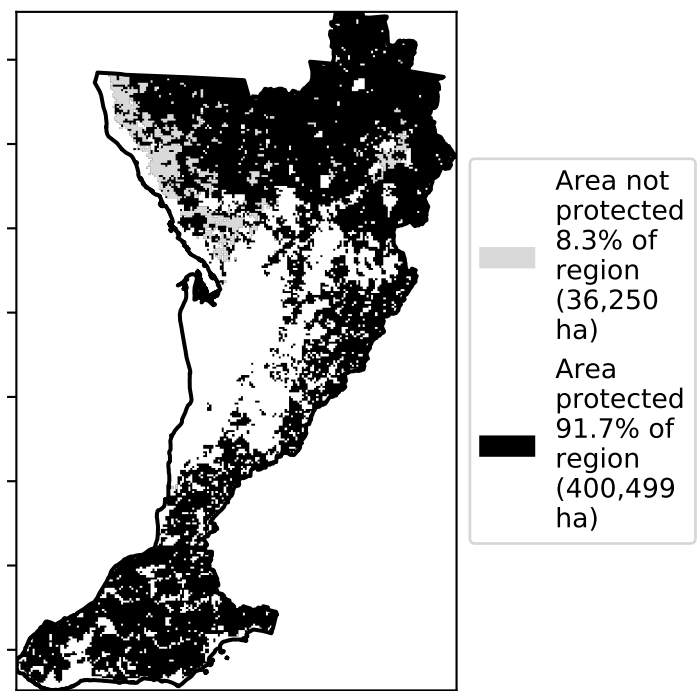 Area not
protected
8.3% of
region
(36,250
ha)
Area
protected
91.7% of
region
(400,499
ha)